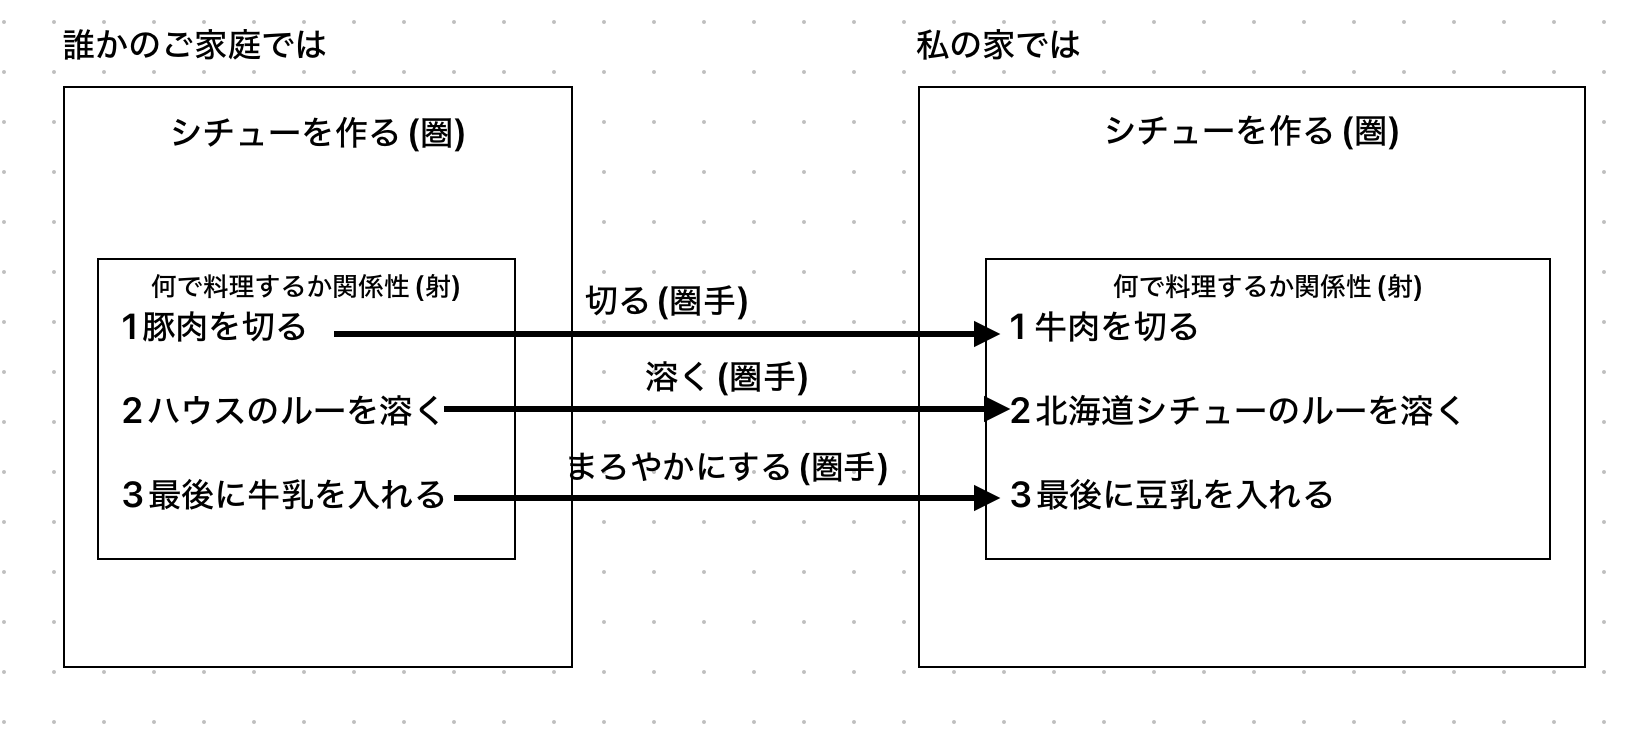 誰かのご家庭では
私の家では
シチューを作る (圏)
シチューを作る (圏)
何で料理するか関係性 (射)
1豚肉を切る
2ハウスのルーを溶く
3最後に牛乳を入れる
切る (圏手)
溶く (圏手)
まろやかにする (圏手)
何で料理するか関係性 (射)
1 牛肉を切る
2 北海道シチューのルーを溶く
3 最後に豆乳を入れる